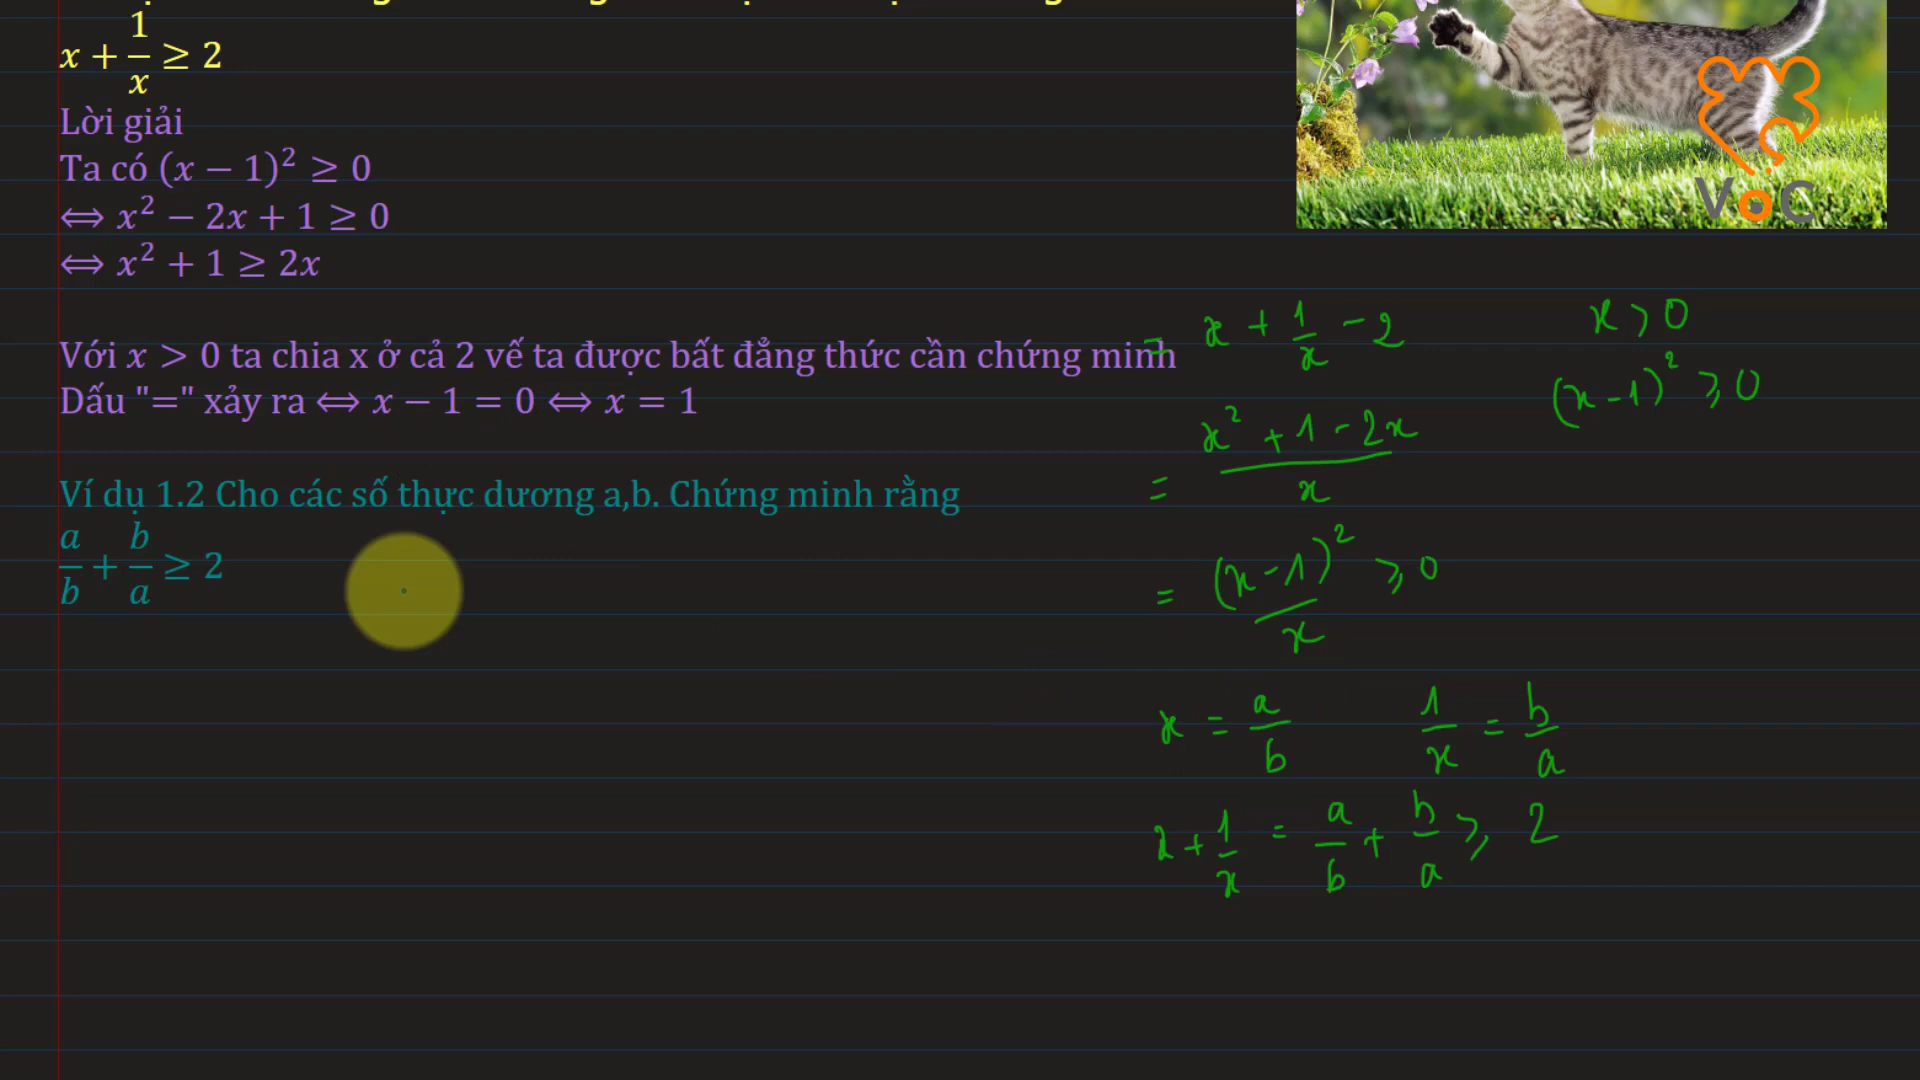 x + 1/x ≥ 2
Lời giải
Ta có (x − 1)² ≥ 0
⟺ x² − 2x + 1 ≥ 0
⟺ x² + 1 ≥ 2x
Với x > 0 ta chia x ở cả 2 vế ta được bất đẳng thức cần chứng minh
Dấu "=" xảy ra ⟺ x − 1 = 0 ⟺ x = 1
Ví dụ 1.2 Cho các số thực dương a,b. Chứng minh rằng
a/b + b/a ≥ 2
VOC
x + 1/x − 2
x > 0
(x − 1)² ≥ 0
= (x² + 1 − 2x)/x
= (x − 1)²/x ≥ 0
x = a/b 1/x = b/a
x + 1/x = a/b + b/a ≥ 2